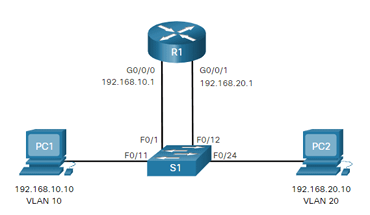 R1
G0/0/0
192.168.10.1
G0/0/1
192.168.20.1
F0/1
F0/12
PC1
F0/11
S1
F0/24
PC2
192.168.10.10
VLAN 10
192.168.20.10
VLAN 20